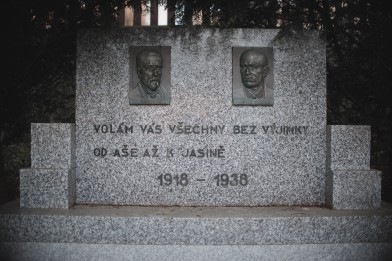 VOLÁM VÁS VŠECHNY BEZ VÝJIMKY
OD AŠE AŽ K JASINĚ
1918 - 1938